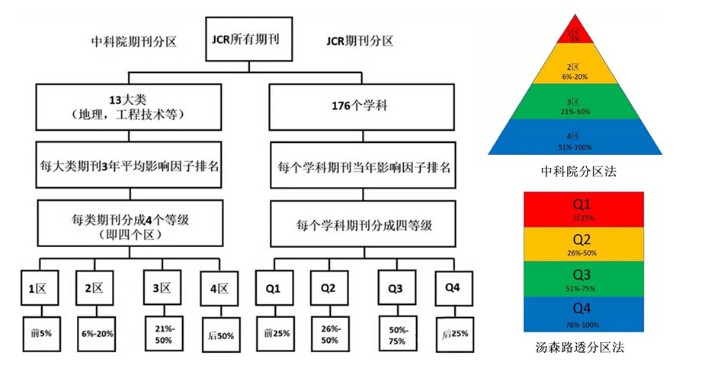 中科院期刊分区
JCR所有期刊
JCR期刊分区
13大类
（地理，工程技术等）
176个学科
每大类期刊3年平均影响因子排名
每个学科期刊当年影响因子排名
每类期刊分成4个等级
（即四个区）
每个学科期刊分成四等级
1区
2区
3区
4区
Q1
Q2
Q3
Q4
前5%
6%-20%
21%-
50%
后50%
前25%
26%-
50%
50%-
75%
后25%
2区
6%-20%
3区
21%-50%
4区
51%-100%
中科院分区法
Q1
26%-50%
Q2
Q3
51%-75%
Q4
76%-100%
汤森路透分区法